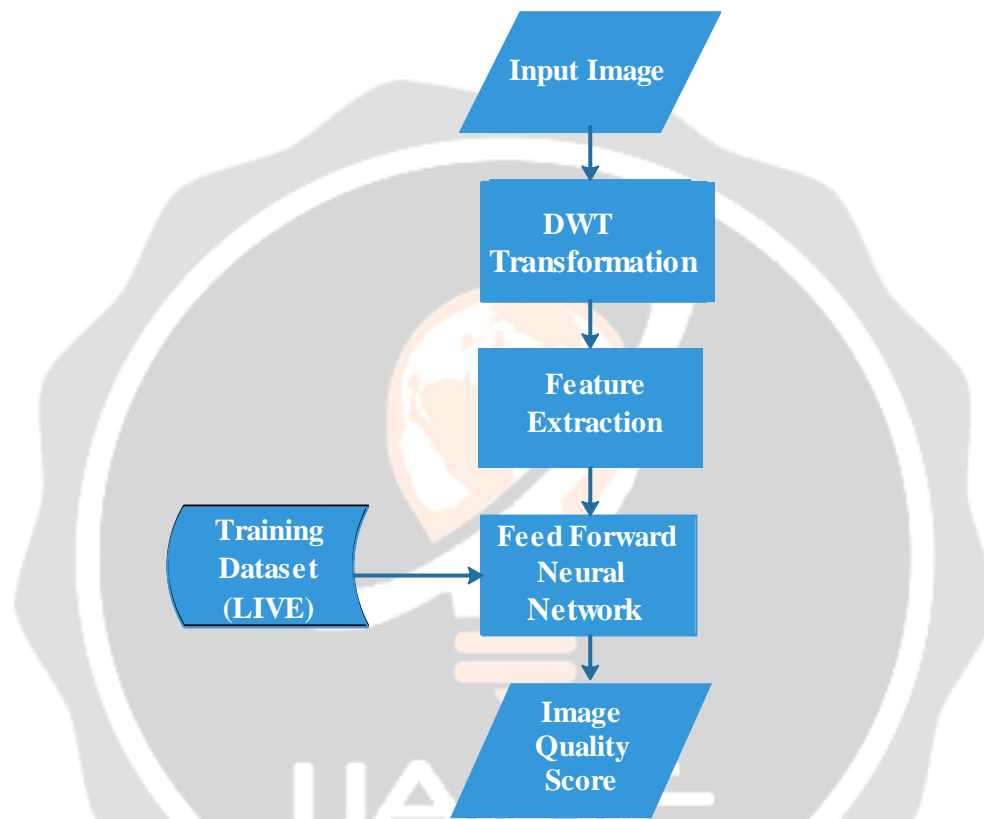 Input Image
DWT
Transformation
Feature
Extraction
Training
Dataset
(LIVE)
Feed Forward
Neural
Network
Image
Quality
Score